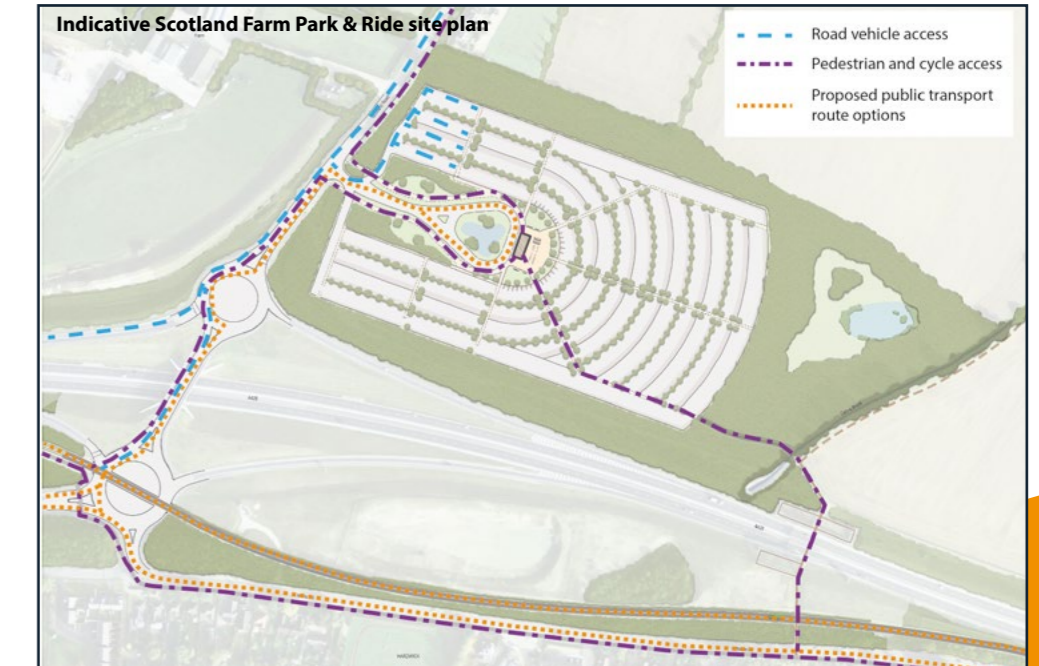 Indicative Scotland Farm Park & Ride site plan
Road vehicle access
Pedestrian and cycle access
Proposed public transport
route options
HARDWICK